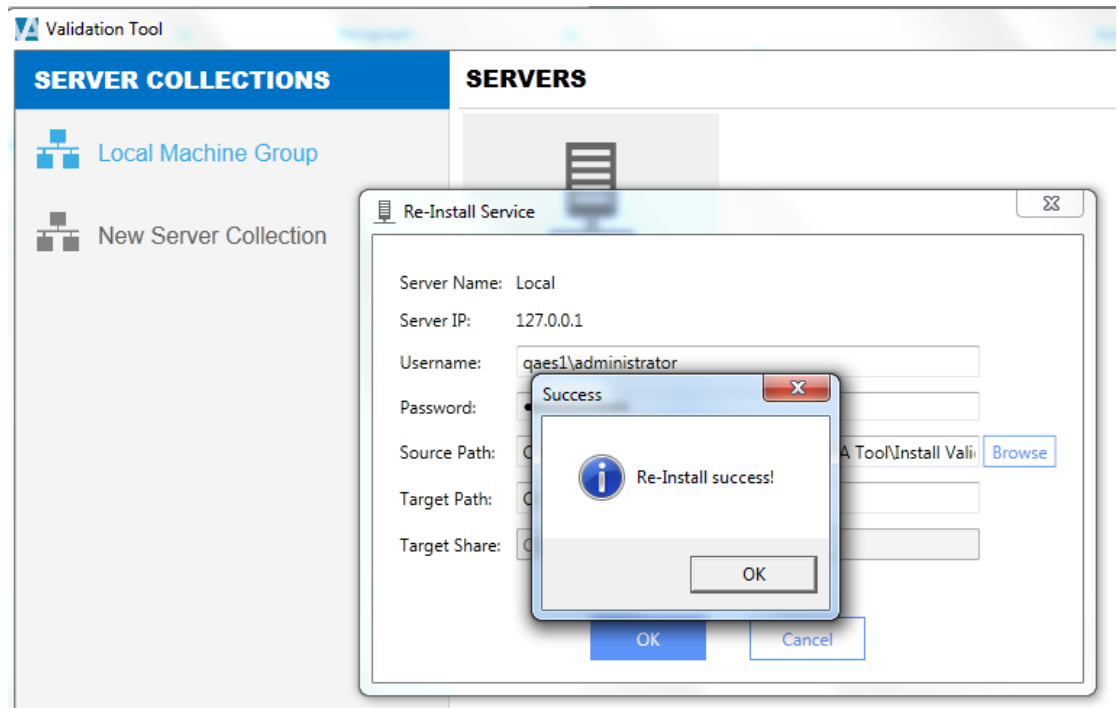 Validation Tool
SERVER COLLECTIONS
SERVERS
Local Machine Group
New Server Collection
Re-Install Service
Server Name: Local
Server IP: 127.0.0.1
Username: qaes1\administrator
Password:
Success
Source Path: A Tool\Install Browse
Re-Install success!
Target Path:
Target Share:
OK
OK Cancel